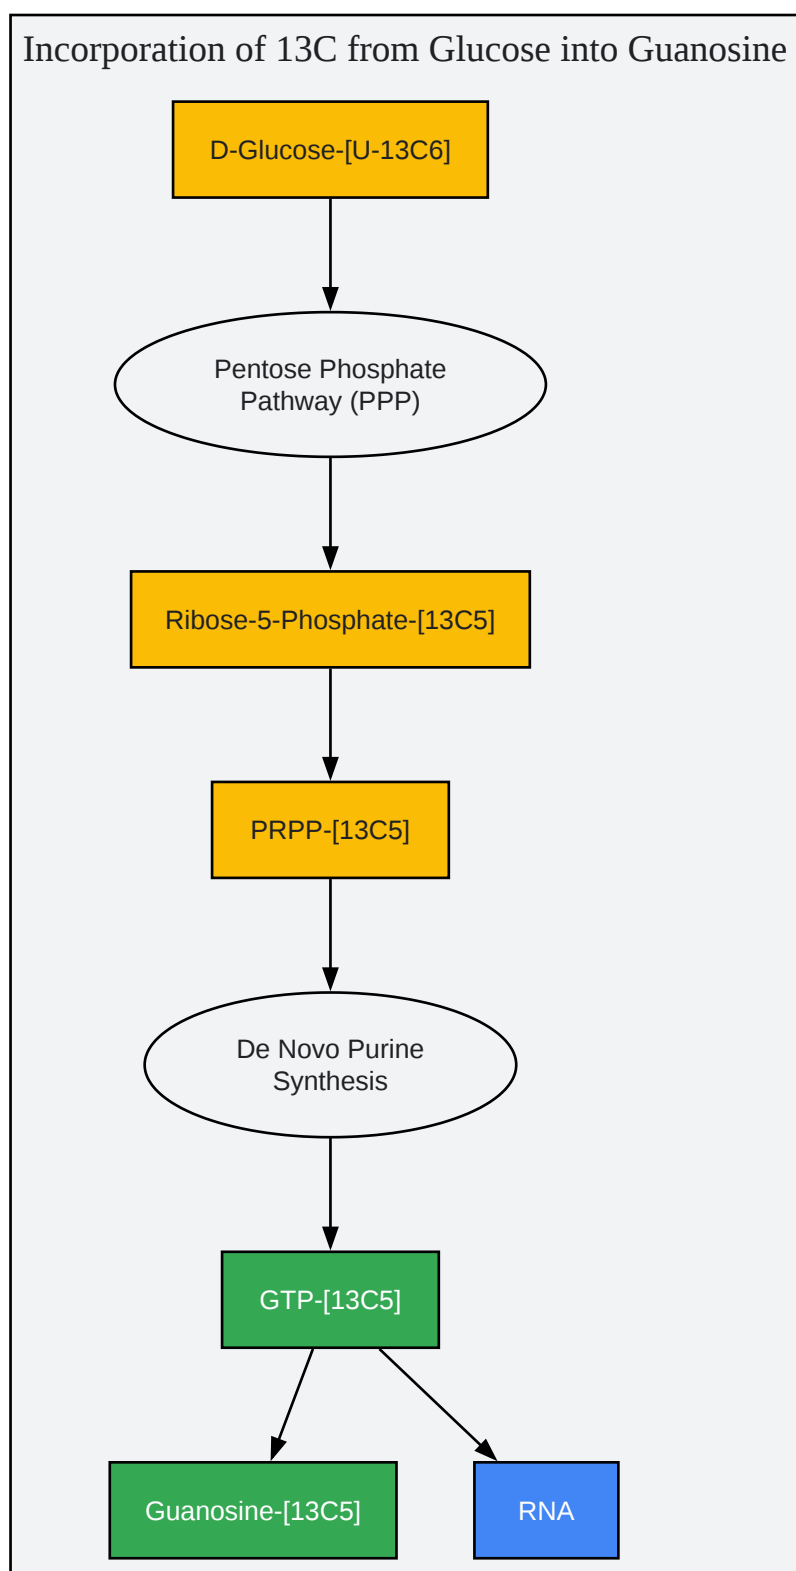 Incorporation of 13C from Glucose into Guanosine
D-Glucose-[U-13C6]
Pentose Phosphate
Pathway (PPP)
Ribose-5-Phosphate-[13C5]
PRPP-[13C5]
De Novo Purine
Synthesis
GTP-[13C5]
Guanosine-[13C5]
RNA